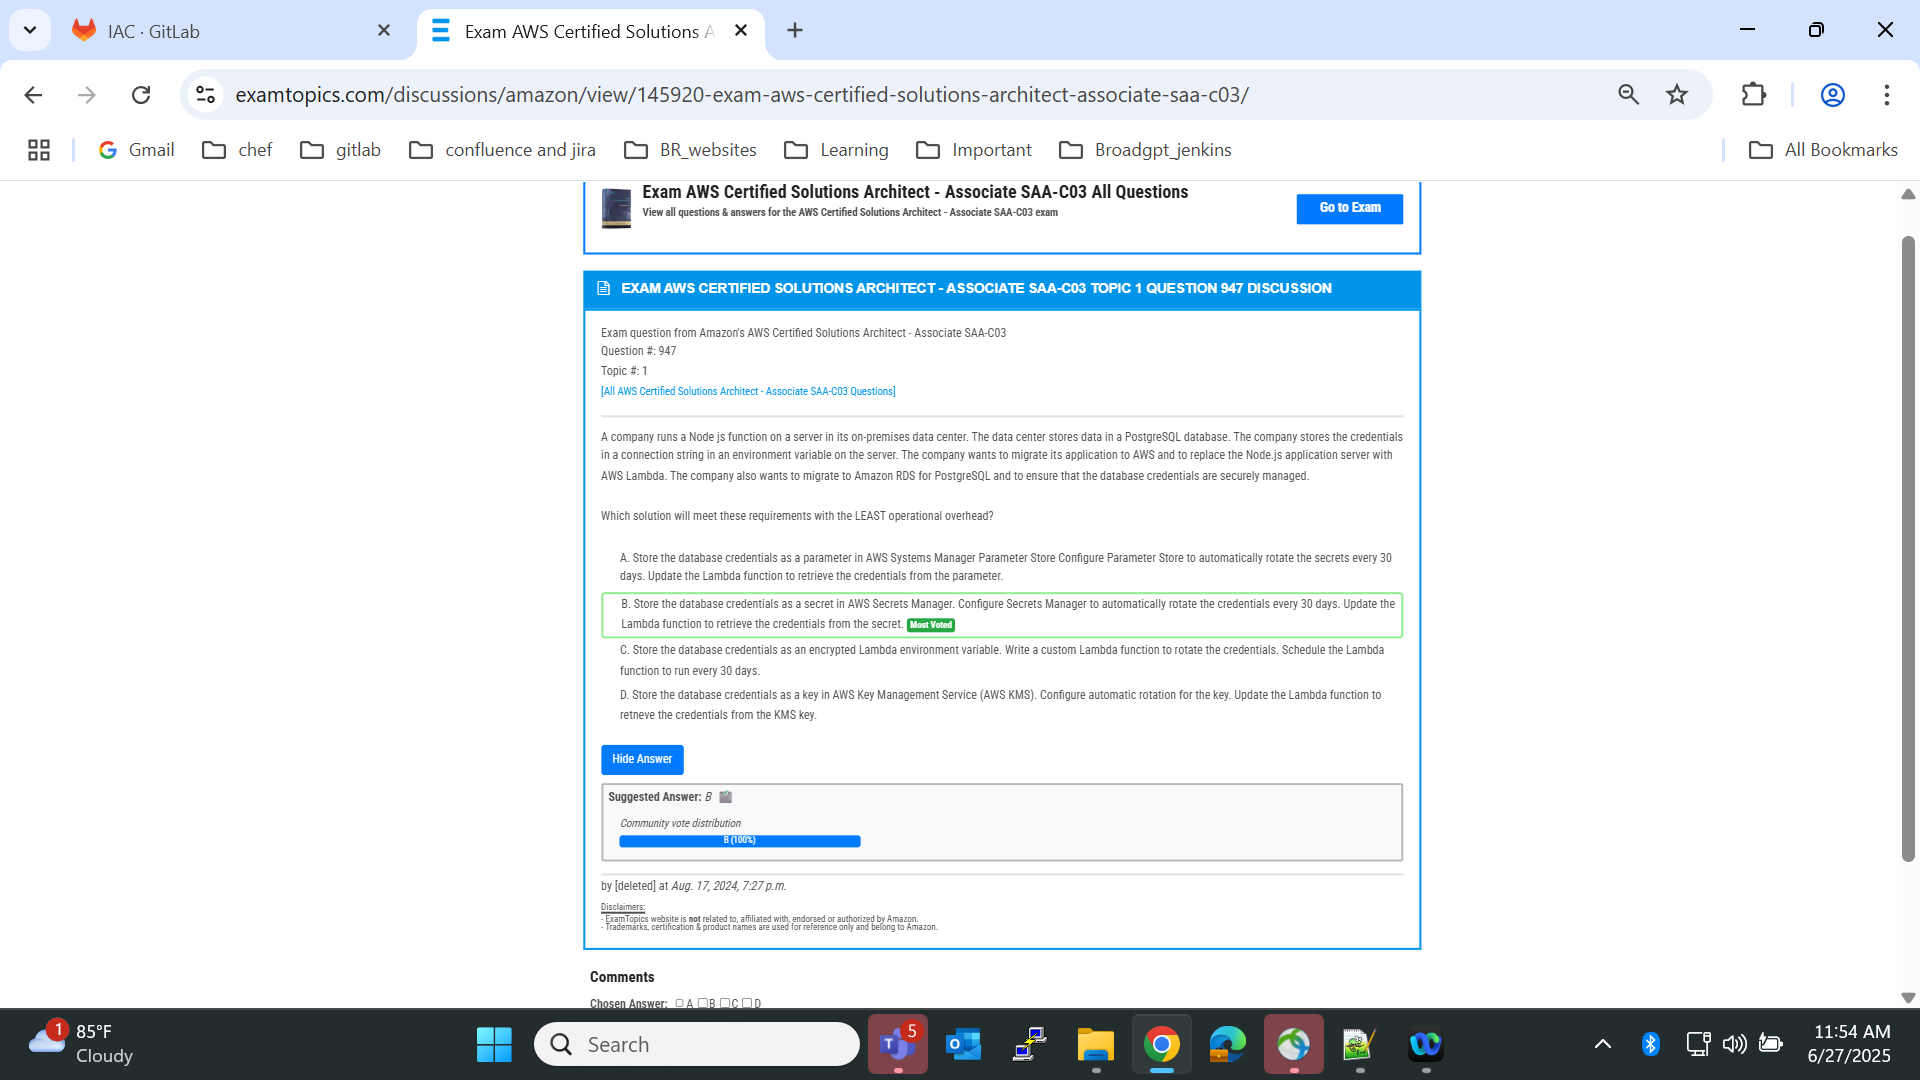 IAC · GitLab
Exam AWS Certified Solutions A
examtopics.com/discussions/amazon/view/145920-exam-aws-certified-solutions-architect-associate-saa-c03/
Gmail chef gitlab confluence and jira BR_websites Learning Important Broadgpt_jenkins All Bookmarks
Exam AWS Certified Solutions Architect - Associate SAA-C03 All Questions
View all questions & answers for the AWS Certified Solutions Architect - Associate SAA-C03 exam
Go to Exam
EXAM AWS CERTIFIED SOLUTIONS ARCHITECT - ASSOCIATE SAA-C03 TOPIC 1 QUESTION 947 DISCUSSION
Exam question from Amazon's AWS Certified Solutions Architect - Associate SAA-C03
Question #: 947
Topic #: 1
[All AWS Certified Solutions Architect - Associate SAA-C03 Questions]
A company runs a Node js function on a server in its on-premises data center. The data center stores data in a PostgreSQL database. The company stores the credentials
in a connection string in an environment variable on the server. The company wants to migrate its application to AWS and to replace the Node.js application server with
AWS Lambda. The company also wants to migrate to Amazon RDS for PostgreSQL and to ensure that the database credentials are securely managed.
Which solution will meet these requirements with the LEAST operational overhead?
A. Store the database credentials as a parameter in AWS Systems Manager Parameter Store Configure Parameter Store to automatically rotate the secrets every 30
days. Update the Lambda function to retrieve the credentials from the parameter.
B. Store the database credentials as a secret in AWS Secrets Manager. Configure Secrets Manager to automatically rotate the credentials every 30 days. Update the
Lambda function to retrieve the credentials from the secret. Most Voted
C. Store the database credentials as an encrypted Lambda environment variable. Write a custom Lambda function to rotate the credentials. Schedule the Lambda
function to run every 30 days.
D. Store the database credentials as a key in AWS Key Management Service (AWS KMS). Configure automatic rotation for the key. Update the Lambda function to
retneve the credentials from the KMS key.
Hide Answer
Suggested Answer: B
Community vote distribution
B (100%)
by [deleted] at Aug. 17, 2024, 7:27 p.m.
Disclaimers:
- ExamTopics website is not related to, affiliated with, endorsed or authorized by Amazon.
- Trademarks, certification & product names are used for reference only and belong to Amazon.
Comments
Chosen Answer: A B C D
1
85°F
Cloudy
Search
5
11:54 AM
6/27/2025